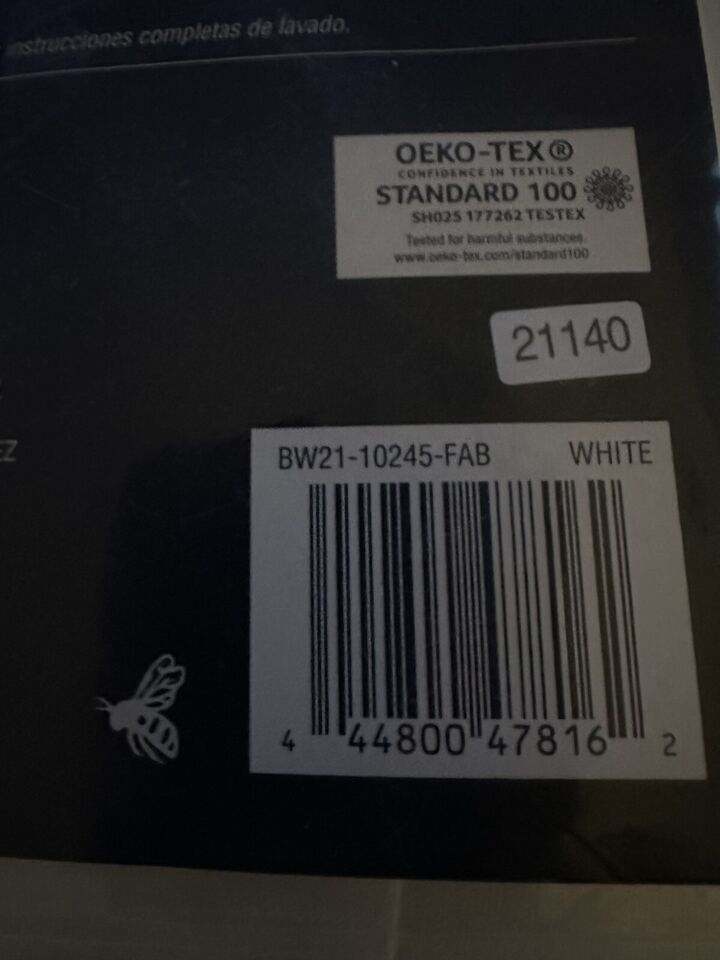 instrucciones completas de lavado.
OEKO-TEX®
CONFIDENCE IN TEXTILES
STANDARD 100
SH025 177262 TESTEX
Tested for harmful substances.
www.oeko-tex.com/standard100
21140
EZ
BW21-10245-FAB WHITE
4 44800 47816 2